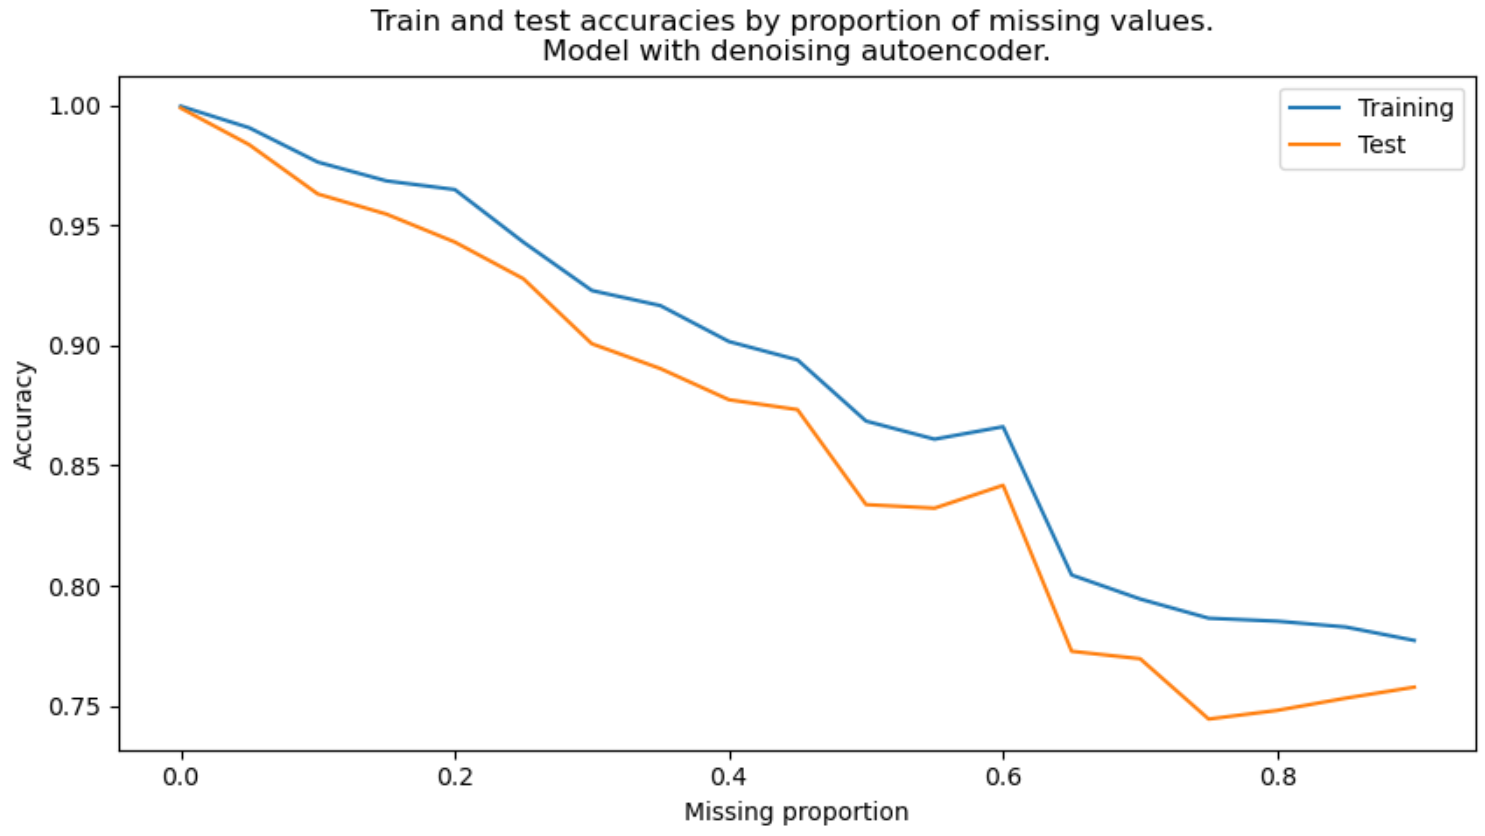 Train and test accuracies by proportion of missing values.
Model with denoising autoencoder.
Training
Test
1.00
0.95
0.90
0.85
0.80
0.75
Accuracy
0.0
0.2
0.4
0.6
0.8
Missing proportion